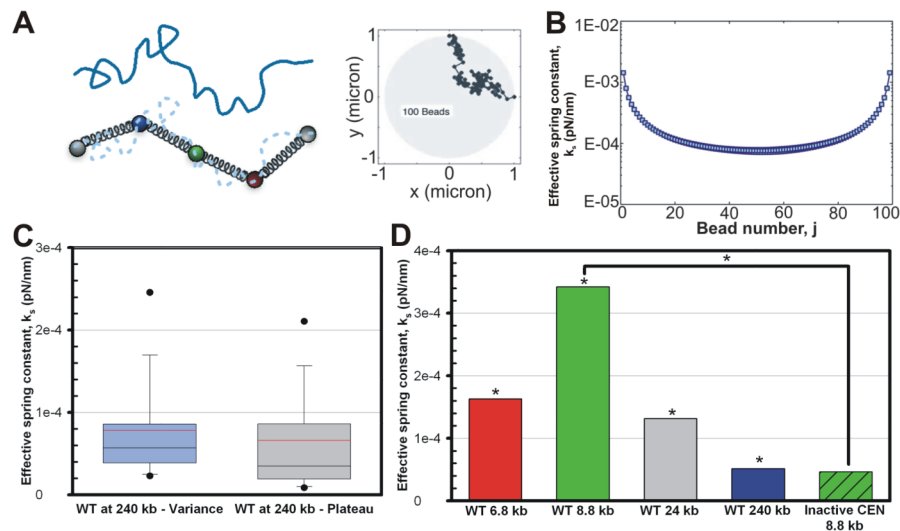 A
1
0
-1
y (micron)
100 Beads
-1
0
1
x (micron)
B
Effective spring constant,
kₛ (pN/nm)
1E-02
E-03
E-04
E-05
0
20
40
60
80
100
Bead number, j
C
Effective spring constant, kₛ (pN/nm)
3e-4
2e-4
1e-4
0
WT at 240 kb - Variance
WT at 240 kb - Plateau
D
Effective spring constant, kₛ (pN/nm)
4e-4
3e-4
2e-4
1e-4
0
*
*
*
*
*
WT 6.8 kb
WT 8.8 kb
WT 24 kb
WT 240 kb
Inactive CEN
8.8 kb